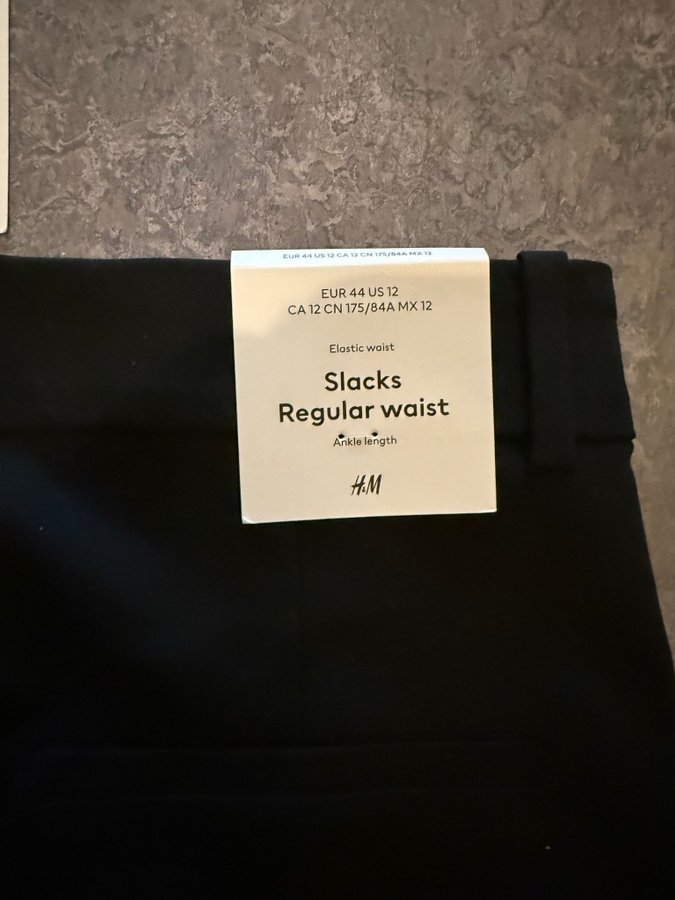 EUR 44 US 12 CA 12 CN 175/84A MX 12
EUR 44 US 12
CA 12 CN 175/84A MX 12
Elastic waist
Slacks
Regular waist
Ankle length
H&M